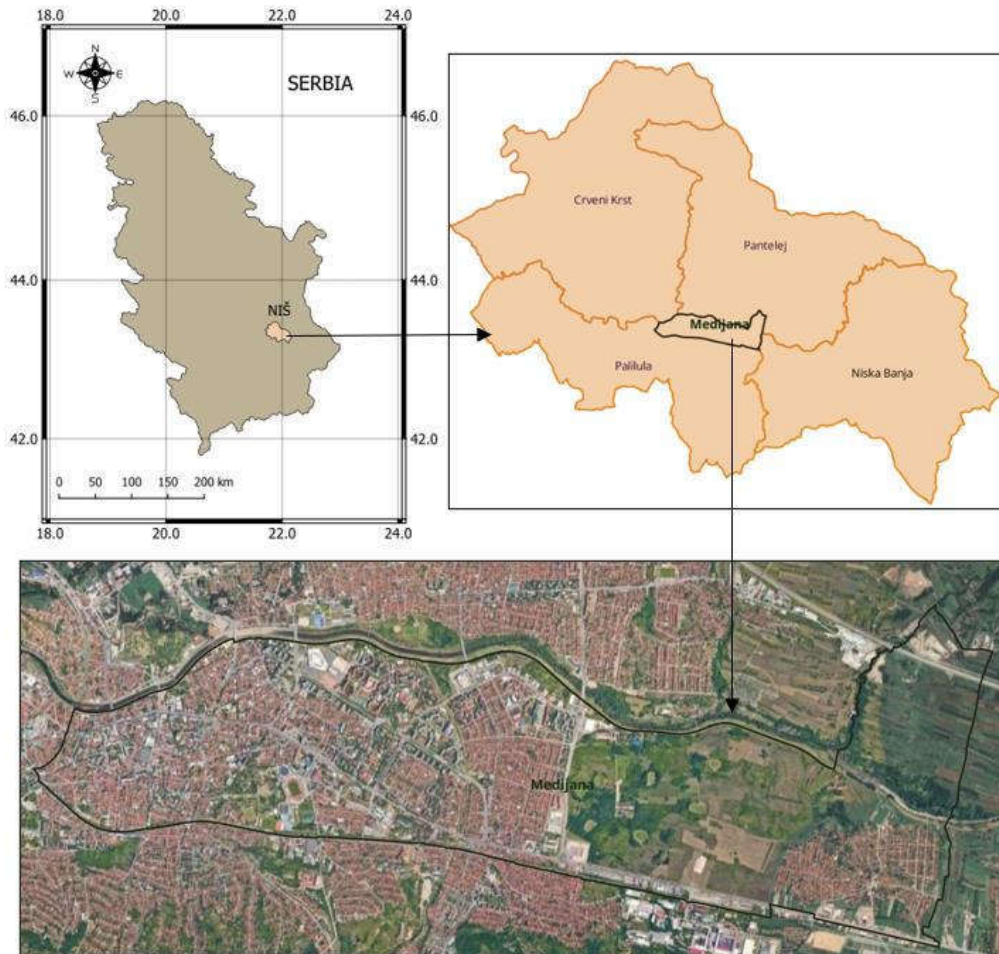 18.0 20.0 22.0 24.0
N
W E
S
SERBIA
46.0 46.0
44.0 44.0
NIŠ
42.0 42.0
0 50 100 150 200 km
18.0 20.0 22.0 24.0
Crveni Krst
Pantelej
Medijana
Palilula
Niska Banja
Medijana